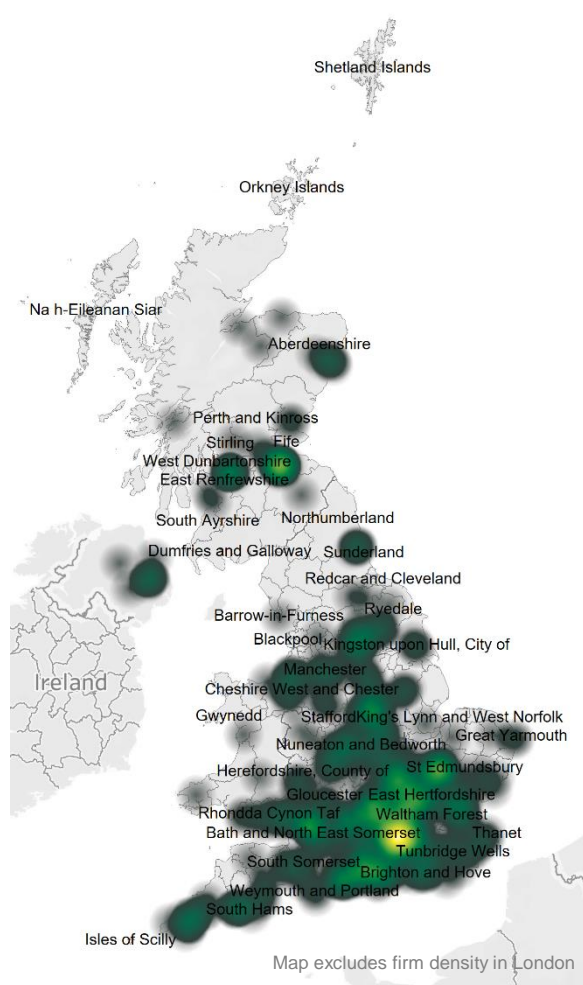 Shetland Islands
Orkney Islands
Na h-Eileanan Siar
Aberdeenshire
Perth and Kinross
Stirling
Fife
West Dunbartonshire
East Renfrewshire
South Ayrshire
Northumberland
Dumfries and Galloway
Sunderland
Redcar and Cleveland
Barrow-in-Furness
Ryedale
Blackpool
Kingston upon Hull, City of
Manchester
Ireland
Cheshire West and Chester
Gwynedd
Stafford
King's Lynn and West Norfolk
Great Yarmouth
Nuneaton and Bedworth
Herefordshire, County of
St Edmundsbury
Gloucester
East Hertfordshire
Rhondda Cynon Taf
Waltham Forest
Bath and North East Somerset
Thanet
Tunbridge Wells
South Somerset
Brighton and Hove
Weymouth and Portland
South Hams
Isles of Scilly
Map excludes firm density in London